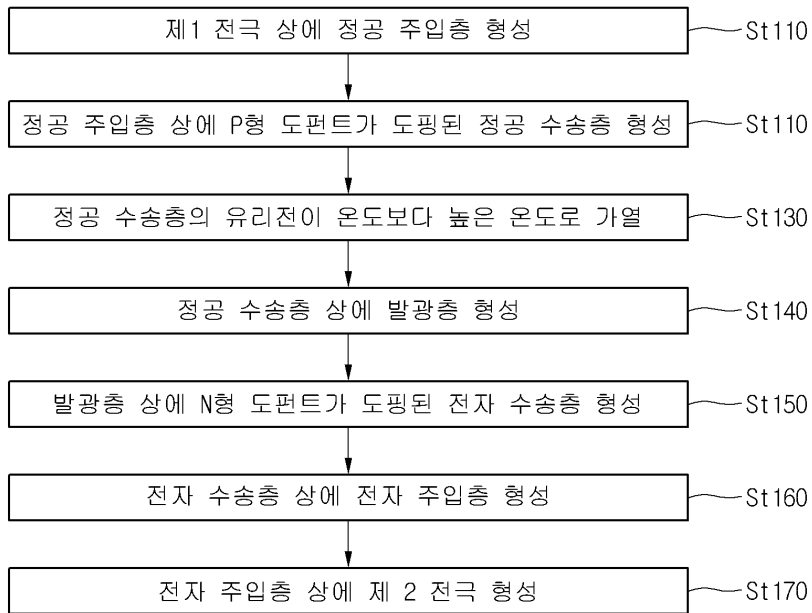 제1 전극 상에 정공 주입층 형성
St110
정공 주입층 상에 P형 도펀트가 도핑된 정공 수송층 형성
St110
정공 수송층의 유리전이 온도보다 높은 온도로 가열
St130
정공 수송층 상에 발광층 형성
St140
발광층 상에 N형 도펀트가 도핑된 전자 수송층 형성
St150
전자 수송층 상에 전자 주입층 형성
St160
전자 주입층 상에 제 2 전극 형성
St170